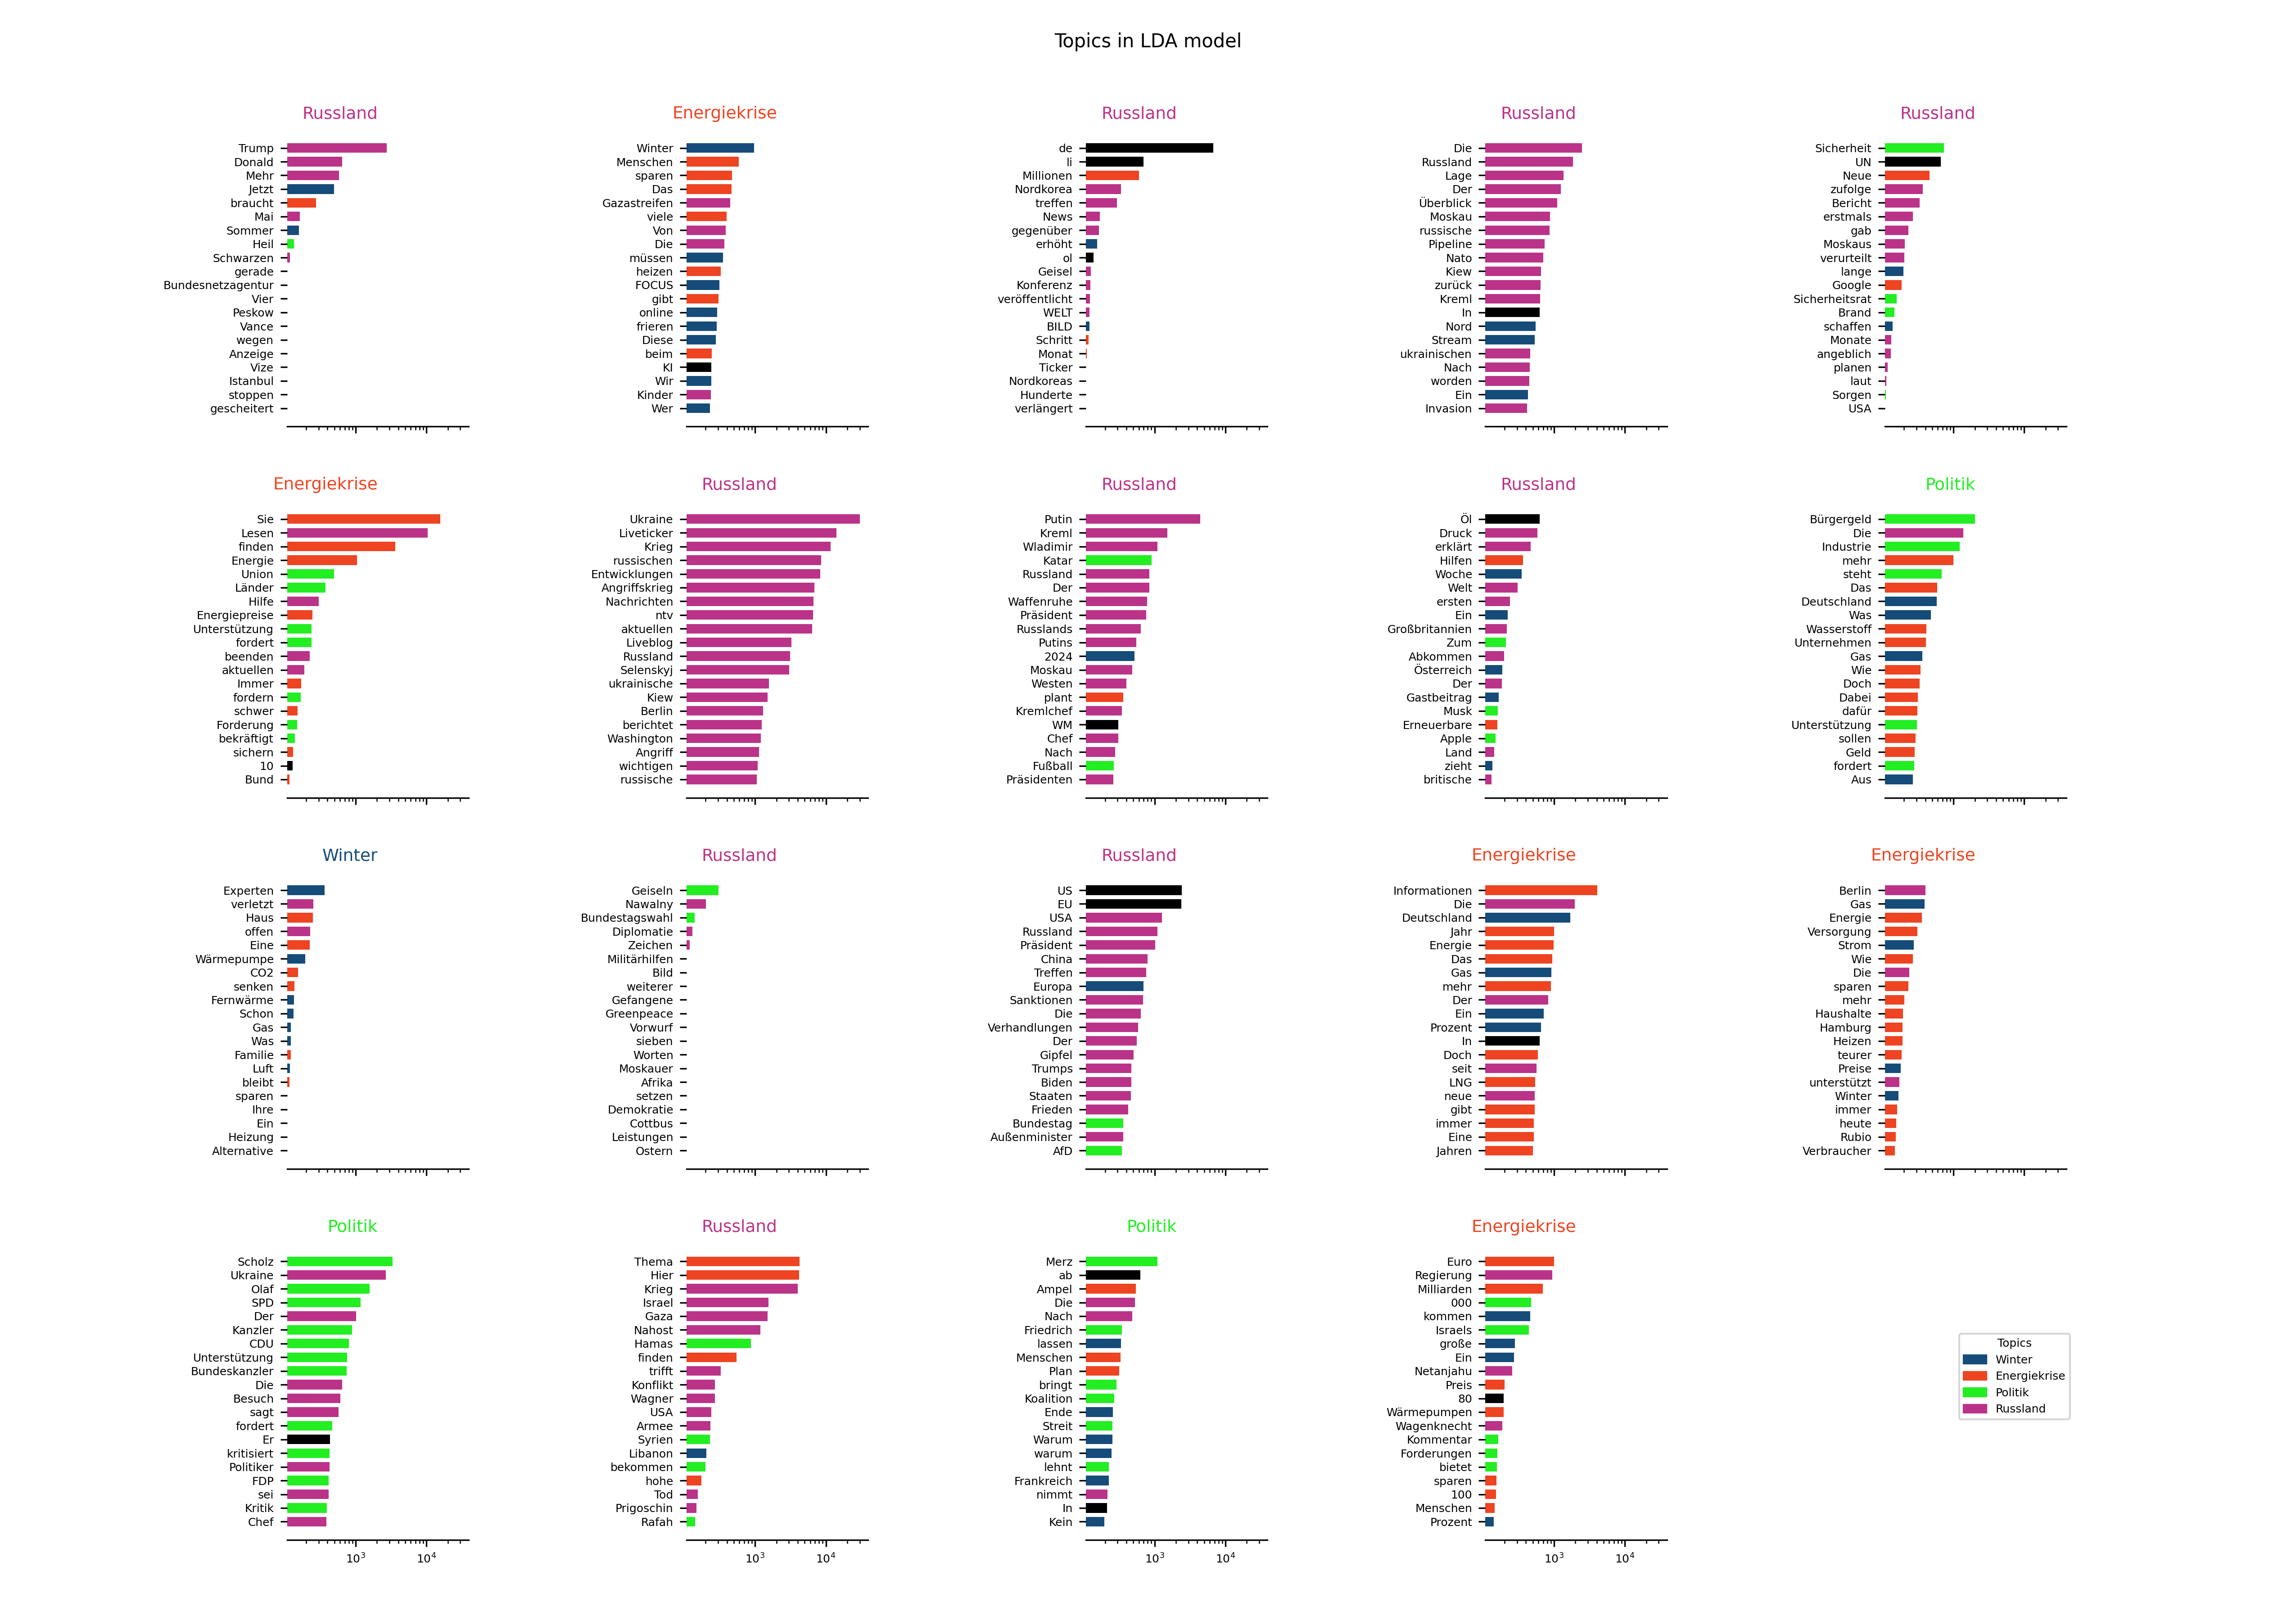 Topics in LDA model
Russland
Trump
Donald
Mehr
Jetzt
braucht
Mai
Sommer
Heil
Schwarzen
gerade
Bundesnetzagentur
Vier
Peskow
Vance
wegen
Anzeige
Vize
Istanbul
stoppen
gescheitert
Energiekrise
Winter
Menschen
sparen
Das
Gazastreifen
viele
Von
Die
müssen
heizen
FOCUS
gibt
online
frieren
Diese
beim
KI
Wir
Kinder
Wer
Russland
de
li
Millionen
Nordkorea
treffen
News
gegenüber
erhöht
ol
Geisel
Konferenz
veröffentlicht
WELT
BILD
Schritt
Monat
Ticker
Nordkoreas
Hunderte
verlängert
Russland
Die
Russland
Lage
Der
Überblick
Moskau
russische
Pipeline
Nato
Kiew
zurück
Kreml
In
Nord
Stream
ukrainischen
Nach
worden
Ein
Invasion
Russland
Sicherheit
UN
Neue
zufolge
Bericht
erstmals
gab
Moskaus
verurteilt
lange
Google
Sicherheitsrat
Brand
schaffen
Monate
angeblich
planen
laut
Sorgen
USA
Energiekrise
Sie
Lesen
finden
Energie
Union
Länder
Hilfe
Energiepreise
Unterstützung
fordert
beenden
aktuellen
Immer
fordern
schwer
Forderung
bekräftigt
sichern
10
Bund
Russland
Ukraine
Liveticker
Krieg
russischen
Entwicklungen
Angriffskrieg
Nachrichten
ntv
aktuellen
Liveblog
Russland
Selenskyj
ukrainische
Kiew
Berlin
berichtet
Washington
Angriff
wichtigen
russische
Russland
Putin
Kreml
Wladimir
Katar
Russland
Der
Waffenruhe
Präsident
Russlands
Putins
2024
Moskau
Westen
plant
Kremlchef
WM
Chef
Nach
Fußball
Präsidenten
Russland
Öl
Druck
erklärt
Hilfen
Woche
Welt
ersten
Ein
Großbritannien
Zum
Abkommen
Österreich
Der
Gastbeitrag
Musk
Erneuerbare
Apple
Land
zieht
britische
Politik
Bürgergeld
Die
Industrie
mehr
steht
Das
Deutschland
Was
Wasserstoff
Unternehmen
Gas
Wie
Doch
Dabei
dafür
Unterstützung
sollen
Geld
fordert
Aus
Winter
Experten
verletzt
Haus
offen
Eine
Wärmepumpe
CO2
senken
Fernwärme
Schon
Gas
Was
Familie
Luft
bleibt
sparen
Ihre
Ein
Heizung
Alternative
Russland
Geiseln
Nawalny
Bundestagswahl
Diplomatie
Zeichen
Militärhilfen
Bild
weiterer
Gefangene
Greenpeace
Vorwurf
sieben
Worten
Moskauer
Afrika
setzen
Demokratie
Cottbus
Leistungen
Ostern
Russland
US
EU
USA
Russland
Präsident
China
Treffen
Europa
Sanktionen
Die
Verhandlungen
Der
Gipfel
Trumps
Biden
Staaten
Frieden
Bundestag
Außenminister
AfD
Energiekrise
Informationen
Die
Deutschland
Jahr
Energie
Das
Gas
mehr
Der
Ein
Prozent
In
Doch
seit
LNG
neue
gibt
immer
Eine
Jahren
Energiekrise
Berlin
Gas
Energie
Versorgung
Strom
Wie
Die
sparen
mehr
Haushalte
Hamburg
Heizen
teurer
Preise
unterstützt
Winter
immer
heute
Rubio
Verbraucher
Politik
Scholz
Ukraine
Olaf
SPD
Der
Kanzler
CDU
Unterstützung
Bundeskanzler
Die
Besuch
sagt
fordert
Er
kritisiert
Politiker
FDP
sei
Kritik
Chef
10³ 10⁴
Russland
Thema
Hier
Krieg
Israel
Gaza
Nahost
Hamas
finden
trifft
Konflikt
Wagner
USA
Armee
Syrien
Libanon
bekommen
hohe
Tod
Prigoschin
Rafah
10³ 10⁴
Politik
Merz
ab
Ampel
Die
Nach
Friedrich
lassen
Menschen
Plan
bringt
Koalition
Ende
Streit
Warum
warum
lehnt
Frankreich
nimmt
In
Kein
10³ 10⁴
Energiekrise
Euro
Regierung
Milliarden
000
kommen
Israels
große
Ein
Netanjahu
Preis
80
Wärmepumpen
Wagenknecht
Kommentar
Forderungen
bietet
sparen
100
Menschen
Prozent
10³ 10⁴
Topics
Winter
Energiekrise
Politik
Russland